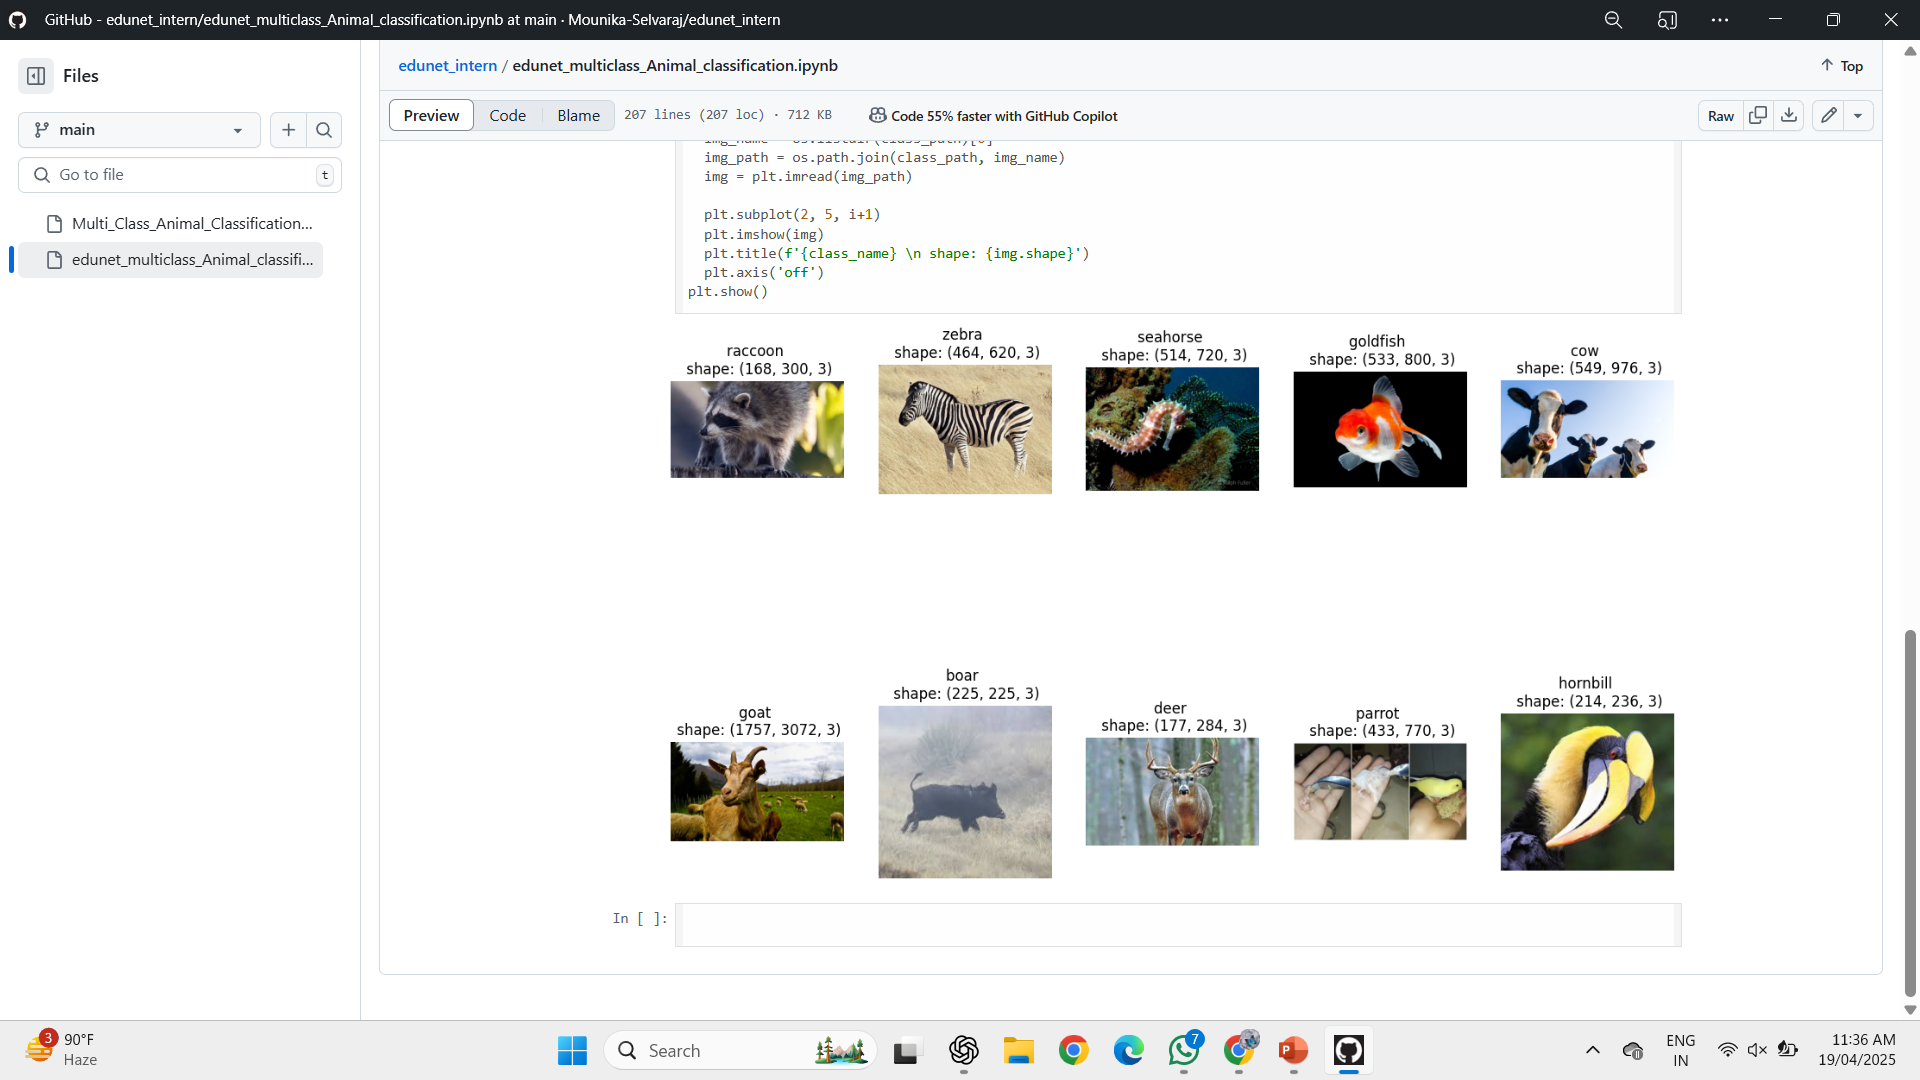 GitHub - edunet_intern/edunet_multiclass_Animal_classification.ipynb at main · Mounika-Selvaraj/edunet_intern
Files
main
Go to file
t
Multi_Class_Animal_Classification...
edunet_multiclass_Animal_classifi...
edunet_intern / edunet_multiclass_Animal_classification.ipynb
Top
Preview
Code
Blame
207 lines (207 loc) · 712 KB
Code 55% faster with GitHub Copilot
Raw
img_path = os.path.join(class_path, img_name)
img = plt.imread(img_path)
plt.subplot(2, 5, i+1)
plt.imshow(img)
plt.title(f'{class_name} \n shape: {img.shape}')
plt.axis('off')
plt.show()
raccoon
shape: (168, 300, 3)
zebra
shape: (464, 620, 3)
seahorse
shape: (514, 720, 3)
goldfish
shape: (533, 800, 3)
cow
shape: (549, 976, 3)
goat
shape: (1757, 3072, 3)
boar
shape: (225, 225, 3)
deer
shape: (177, 284, 3)
parrot
shape: (433, 770, 3)
hornbill
shape: (214, 236, 3)
In [ ]:
3
90°F
Haze
Search
7
ENG
IN
11:36 AM
19/04/2025